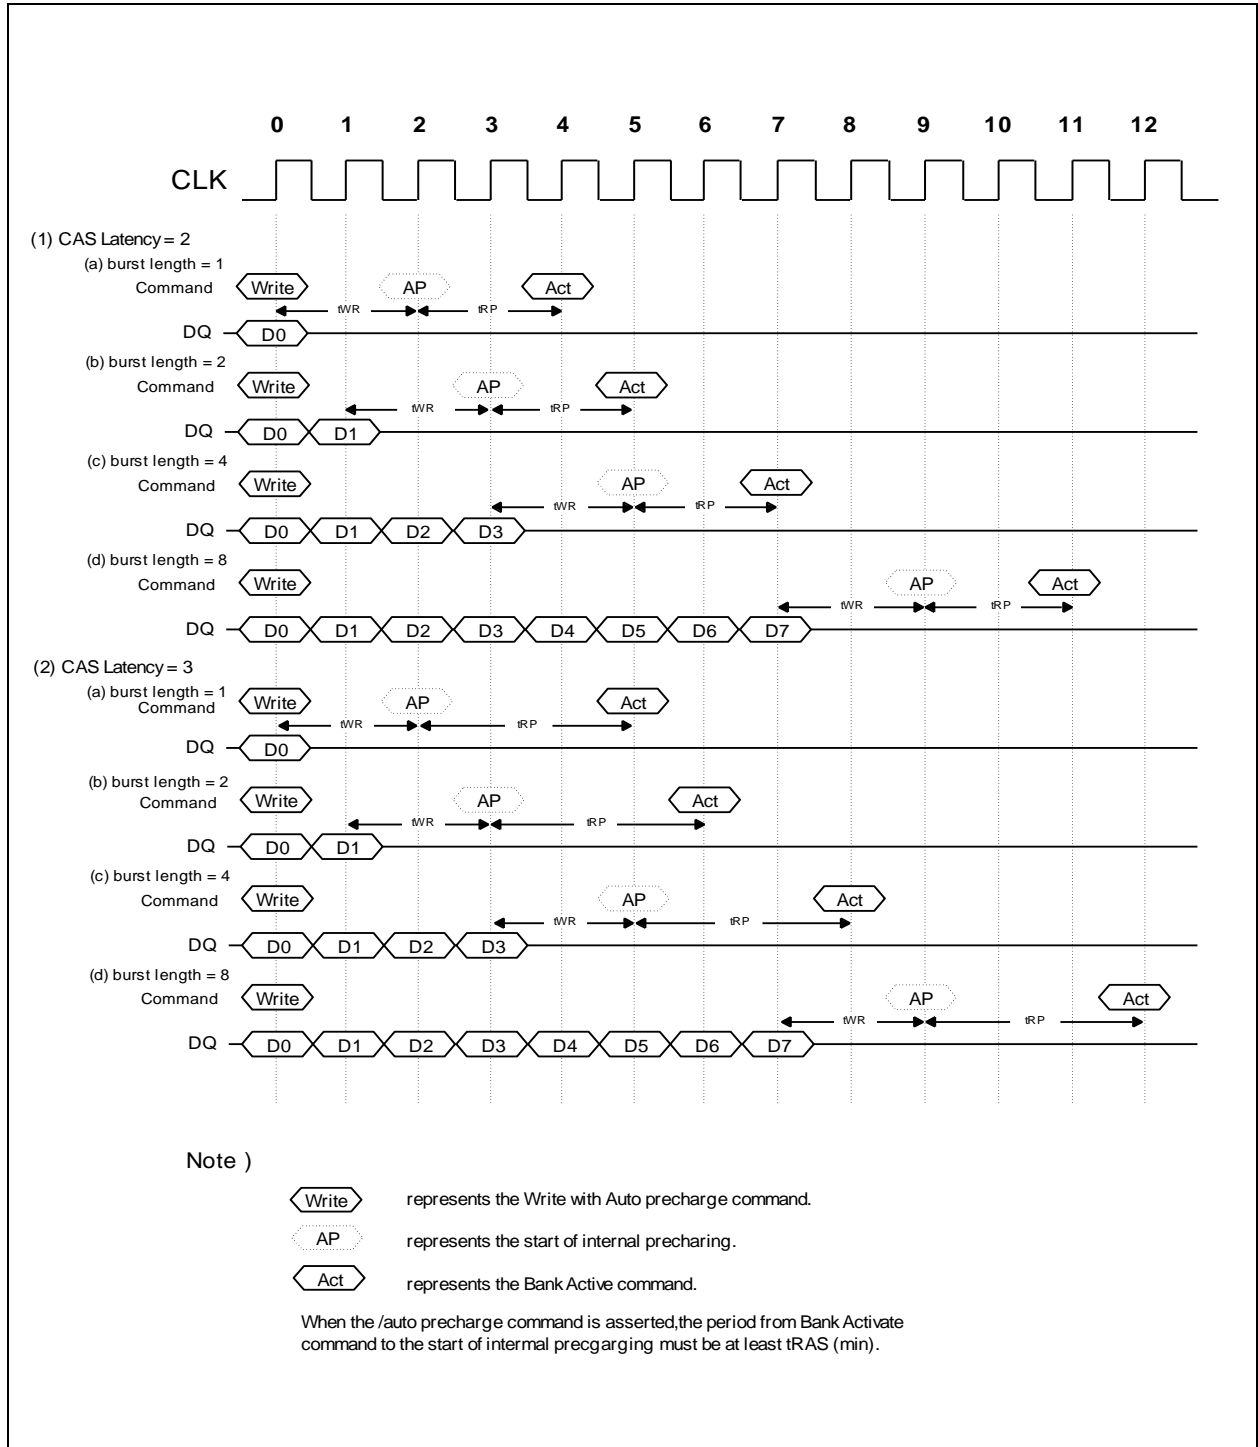 0 1 2 3 4 5 6 7 8 9 10 11 12
CLK
(1) CAS Latency = 2
(a) burst length = 1
Command Write AP Act
tWR tRP
DQ D0
(b) burst length = 2
Command Write AP Act
tWR tRP
DQ D0 D1
(c) burst length = 4
Command Write AP Act
tWR tRP
DQ D0 D1 D2 D3
(d) burst length = 8
Command Write AP Act
tWR tRP
DQ D0 D1 D2 D3 D4 D5 D6 D7
(2) CAS Latency = 3
(a) burst length = 1
Command Write AP Act
tWR tRP
DQ D0
(b) burst length = 2
Command Write AP Act
tWR tRP
DQ D0 D1
(c) burst length = 4
Command Write AP Act
tWR tRP
DQ D0 D1 D2 D3
(d) burst length = 8
Command Write AP Act
tWR tRP
DQ D0 D1 D2 D3 D4 D5 D6 D7
Note )
Write represents the Write with Auto precharge command.
AP represents the start of internal precharing.
Act represents the Bank Active command.
When the /auto precharge command is asserted,the period from Bank Activate
command to the start of internal precgarging must be at least tRAS (min).